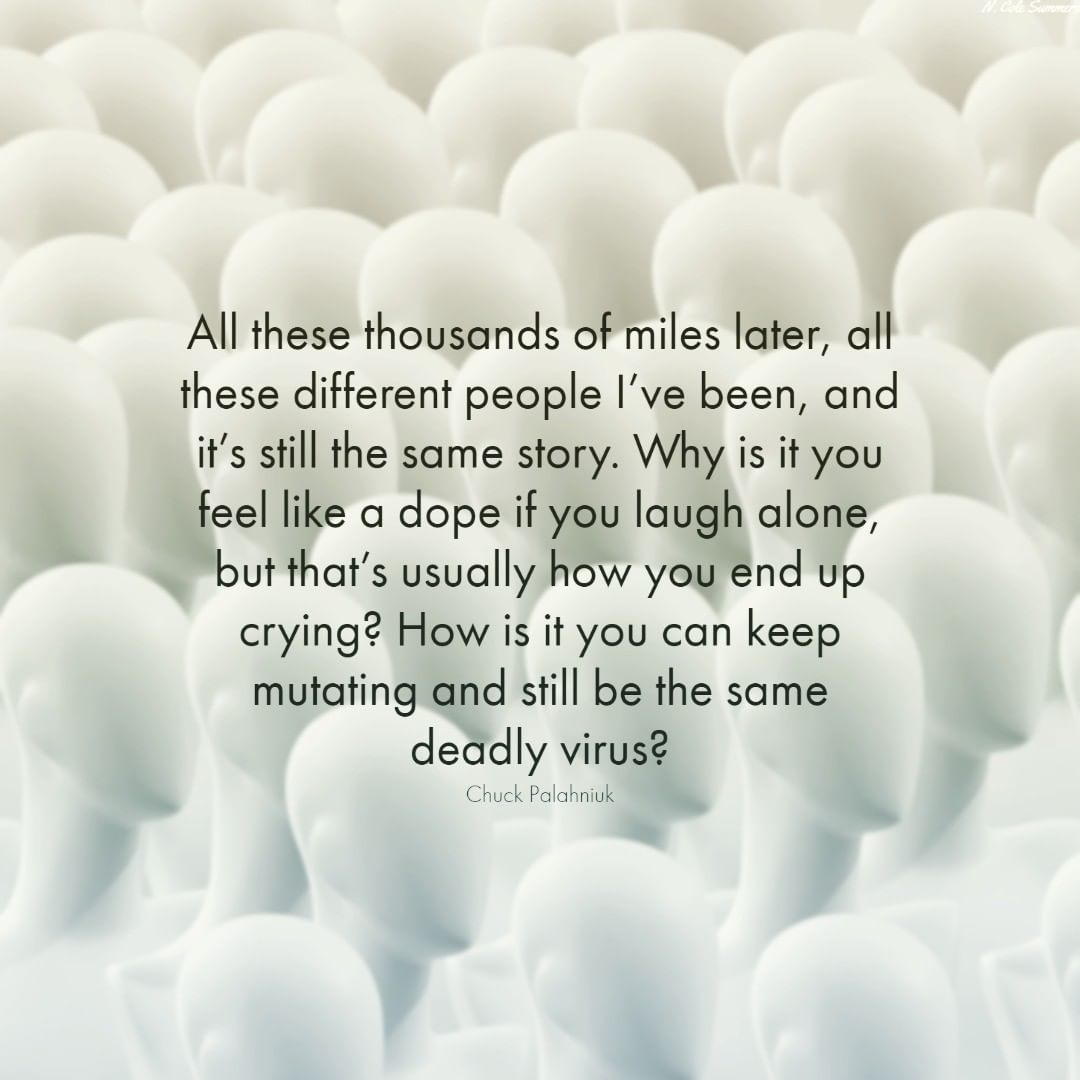 N. Cole Summers
All these thousands of miles later, all
these different people I’ve been, and
it’s still the same story. Why is it you
feel like a dope if you laugh alone,
but that’s usually how you end up
crying? How is it you can keep
mutating and still be the same
deadly virus?
Chuck Palahniuk